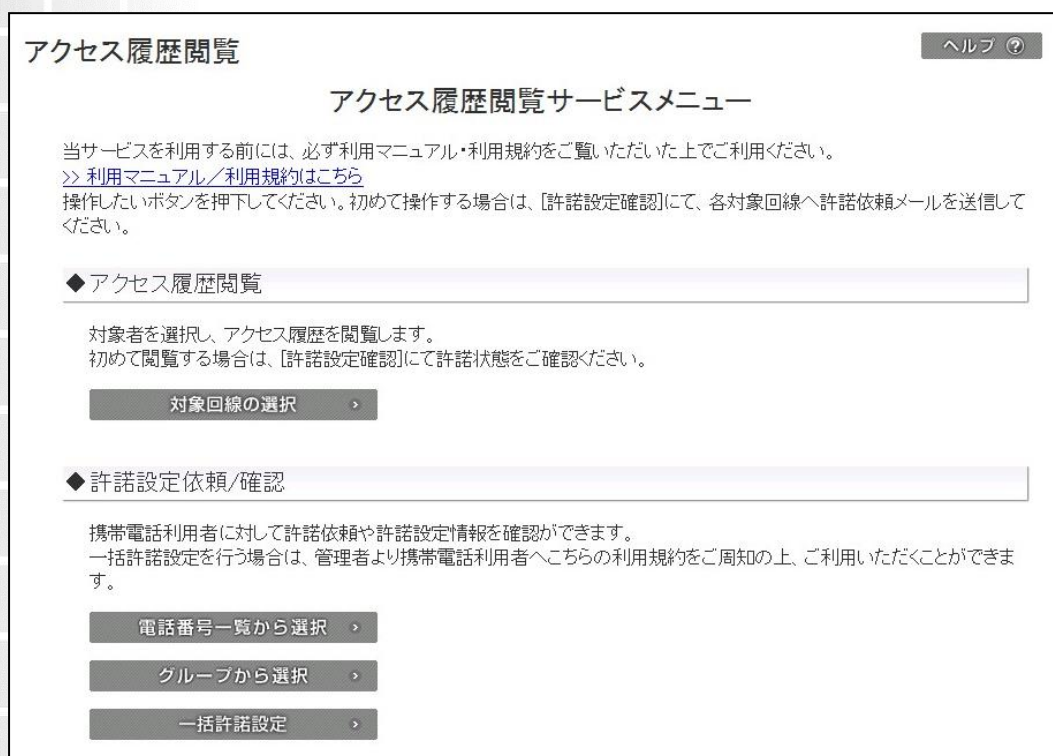 アクセス履歴閲覧
ヘルプ ?
アクセス履歴閲覧サービスメニュー
当サービスを利用する前には、必ず利用マニュアル・利用規約をご覧いただいた上でご利用ください。
>> 利用マニュアル／利用規約はこちら
操作したいボタンを押下してください。初めて操作する場合は、[許諾設定確認]にて、各対象回線へ許諾依頼メールを送信して
ください。
◆アクセス履歴閲覧
対象者を選択し、アクセス履歴を閲覧します。
初めて閲覧する場合は、[許諾設定確認]にて許諾状態をご確認ください。
対象回線の選択 ›
◆許諾設定依頼/確認
携帯電話利用者に対して許諾依頼や許諾設定情報を確認ができます。
一括許諾設定を行う場合は、管理者より携帯電話利用者へこちらの利用規約をご周知の上、ご利用いただくことができま
す。
電話番号一覧から選択 ›
グループから選択 ›
一括許諾設定 ›